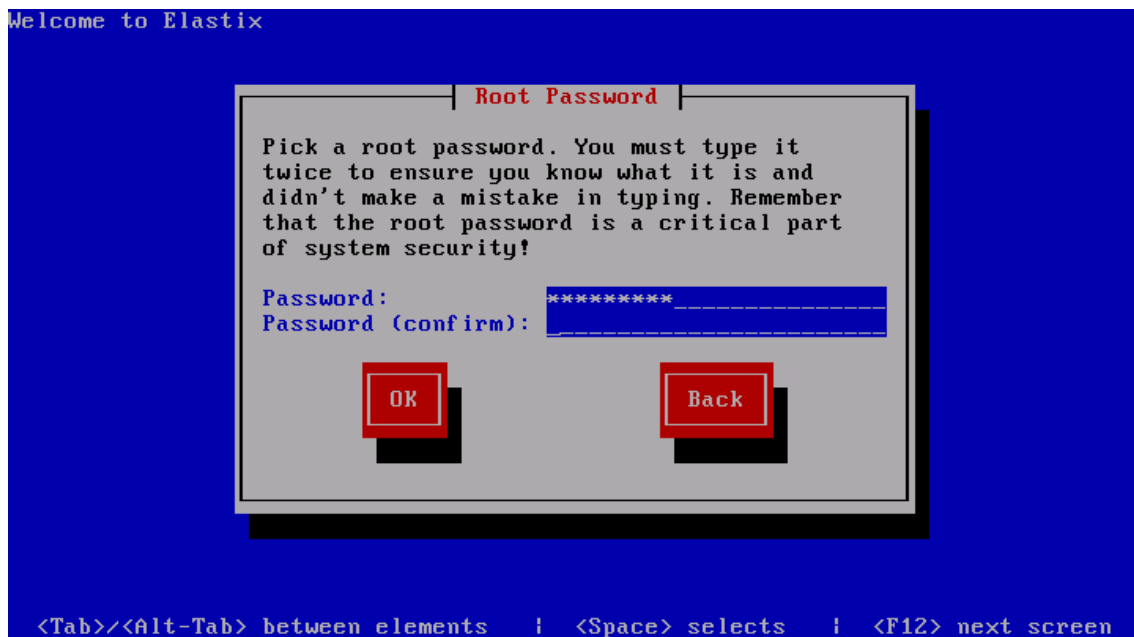 Welcome to Elastix
Root Password
Pick a root password. You must type it
twice to ensure you know what it is and
didn't make a mistake in typing. Remember
that the root password is a critical part
of system security!
Password: *********_______________
Password (confirm): ________________________
OK Back
<Tab>/<Alt-Tab> between elements | <Space> selects | <F12> next screen